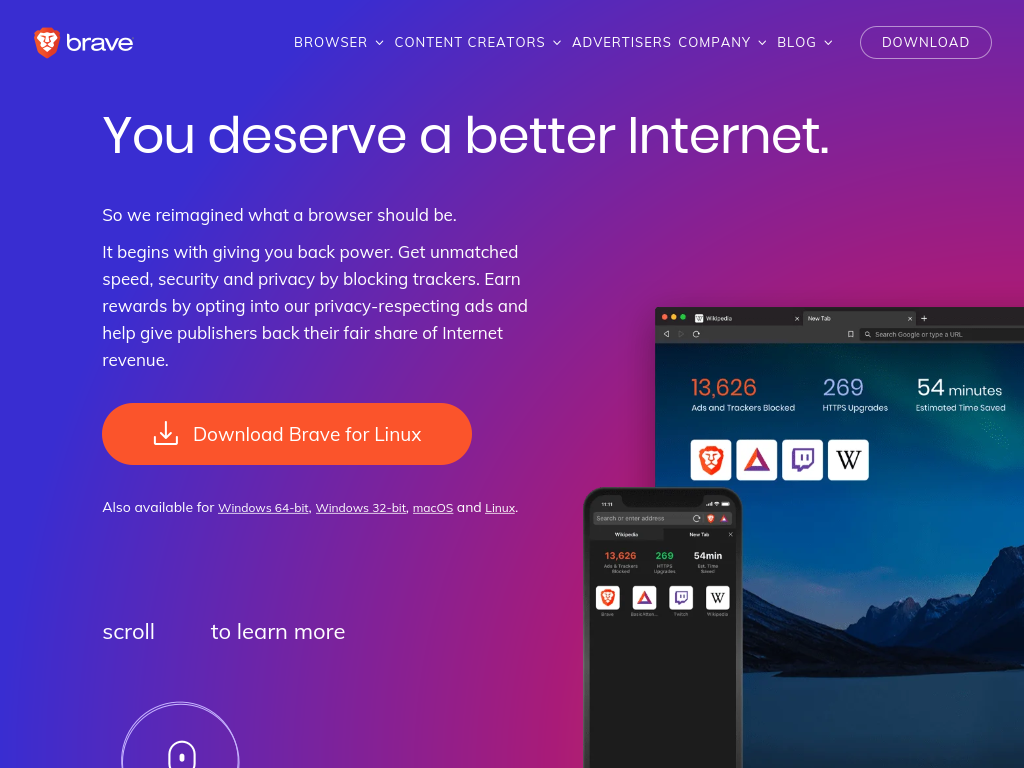 brave
BROWSER CONTENT CREATORS ADVERTISERS COMPANY BLOG DOWNLOAD
You deserve a better Internet.
So we reimagined what a browser should be.
It begins with giving you back power. Get unmatched
speed, security and privacy by blocking trackers. Earn
rewards by opting into our privacy-respecting ads and
help give publishers back their fair share of Internet
revenue.
Download Brave for Linux
Also available for Windows 64-bit, Windows 32-bit, macOS and Linux.
scroll to learn more
Wikipedia New Tab
Search Google or type a URL
13,626 269 54 minutes
Ads and Trackers Blocked HTTPS Upgrades Estimated Time Saved
W
11:11
Search or enter address
Wikipedia New Tab
13,626 269 54min
Ads & Trackers HTTPS Est. Time
Blocked Upgrades Saved
W
Brave Basic Atten... Twitch Wikipedia